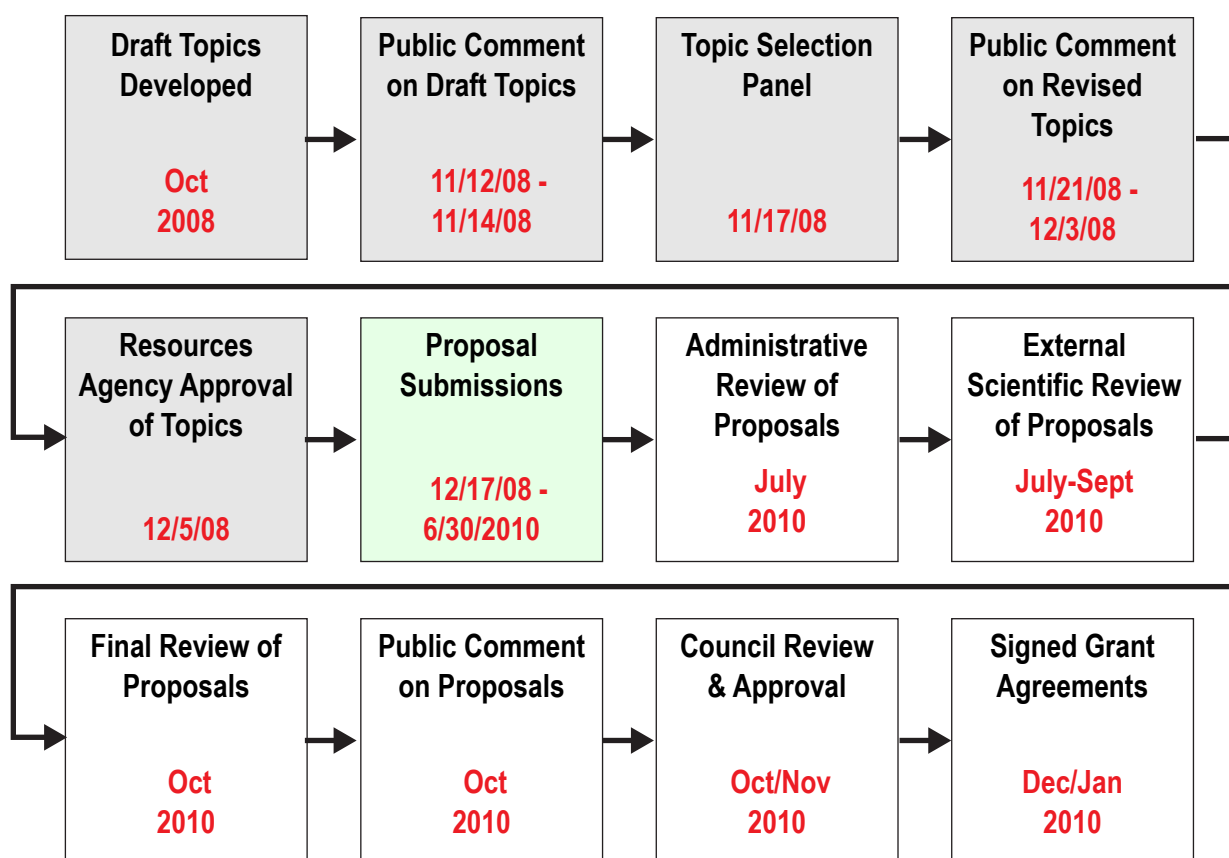 Draft Topics
Developed
Oct
2008
Public Comment
on Draft Topics
11/12/08 -
11/14/08
Topic Selection
Panel
11/17/08
Public Comment
on Revised
Topics
11/21/08 -
12/3/08
Resources
Agency Approval
of Topics
12/5/08
Proposal
Submissions
12/17/08 -
6/30/2010
Administrative
Review of
Proposals
July
2010
External
Scientific Review
of Proposals
July-Sept
2010
Final Review of
Proposals
Oct
2010
Public Comment
on Proposals
Oct
2010
Council Review
& Approval
Oct/Nov
2010
Signed Grant
Agreements
Dec/Jan
2010